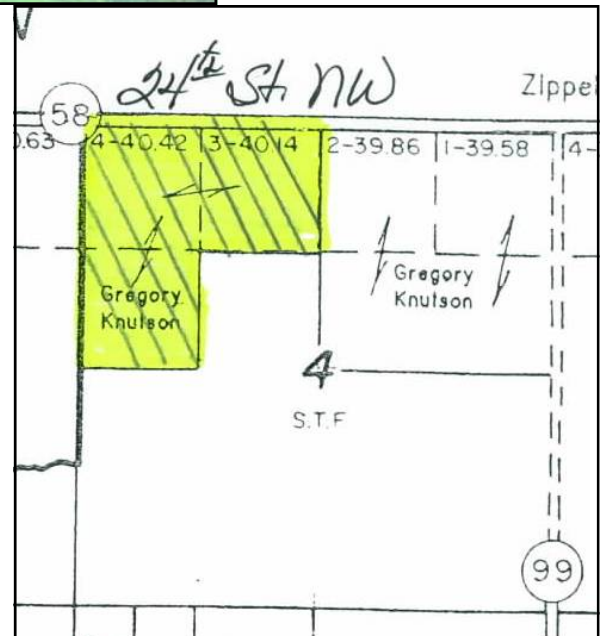 24th St. NW
Zippel
58
0.63 4-40.42 3-40.14 2-39.86 1-39.58 4-
Gregory
Knutson
Gregory
Knutson
4
S.T.F
99